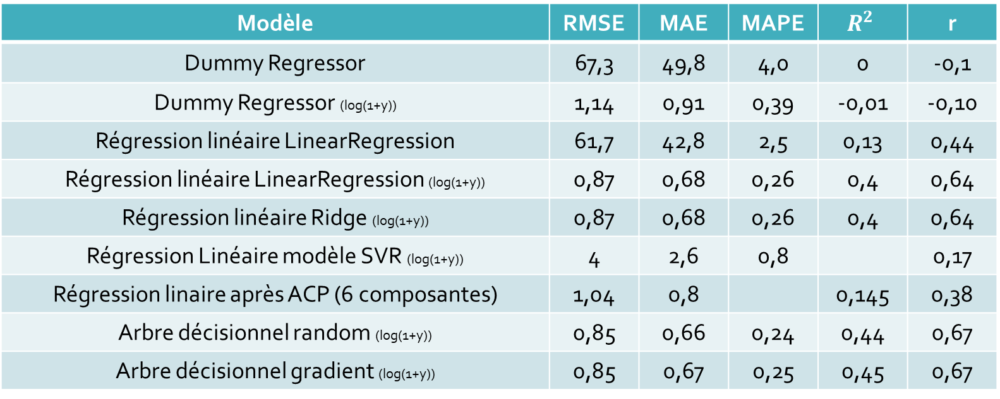 Modèle RMSE MAE MAPE R² r
Dummy Regressor 67,3 49,8 4,0 0 -0,1
Dummy Regressor (log(1+y)) 1,14 0,91 0,39 -0,01 -0,10
Régression linéaire LinearRegression 61,7 42,8 2,5 0,13 0,44
Régression linéaire LinearRegression (log(1+y)) 0,87 0,68 0,26 0,4 0,64
Régression linéaire Ridge (log(1+y)) 0,87 0,68 0,26 0,4 0,64
Régression Linéaire modèle SVR (log(1+y)) 4 2,6 0,8 0,17
Régression linaire après ACP (6 composantes) 1,04 0,8 0,145 0,38
Arbre décisionnel random (log(1+y)) 0,85 0,66 0,24 0,44 0,67
Arbre décisionnel gradient (log(1+y)) 0,85 0,67 0,25 0,45 0,67